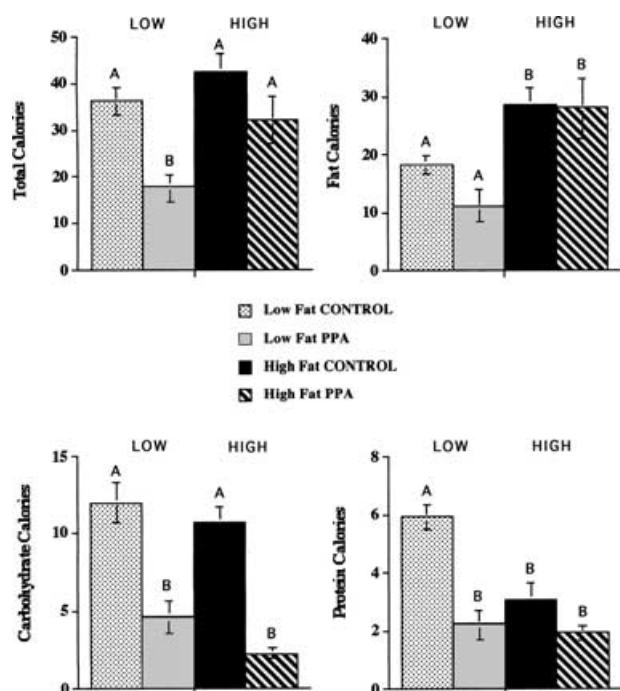 LOW HIGH
50
40
30
20
10
0
Total Calories
A
B
A
A
LOW HIGH
40
30
20
10
0
Fat Calories
A
A
B
B
Low Fat CONTROL
Low Fat PPA
High Fat CONTROL
High Fat PPA
LOW HIGH
15
10
5
0
Carbohydrate Calories
A
B
A
B
LOW HIGH
8
6
4
2
0
Protein Calories
A
B
B
B